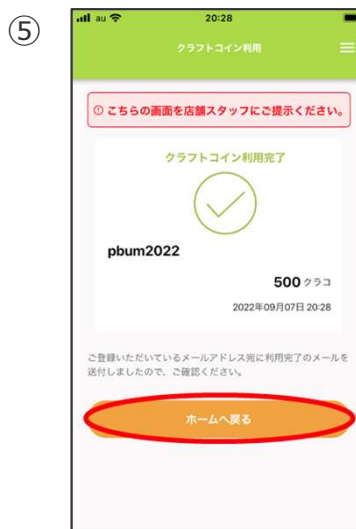 ⑤
au 20:28
クラフトコイン利用
こちらの画面を店舗スタッフにご提示ください。
クラフトコイン利用完了
pbum2022
500 クラコ
2022年09月07日 20:28
ご登録いただいているメールアドレス宛に利用完了のメールを
送付しましたので、ご確認ください。
ホームへ戻る